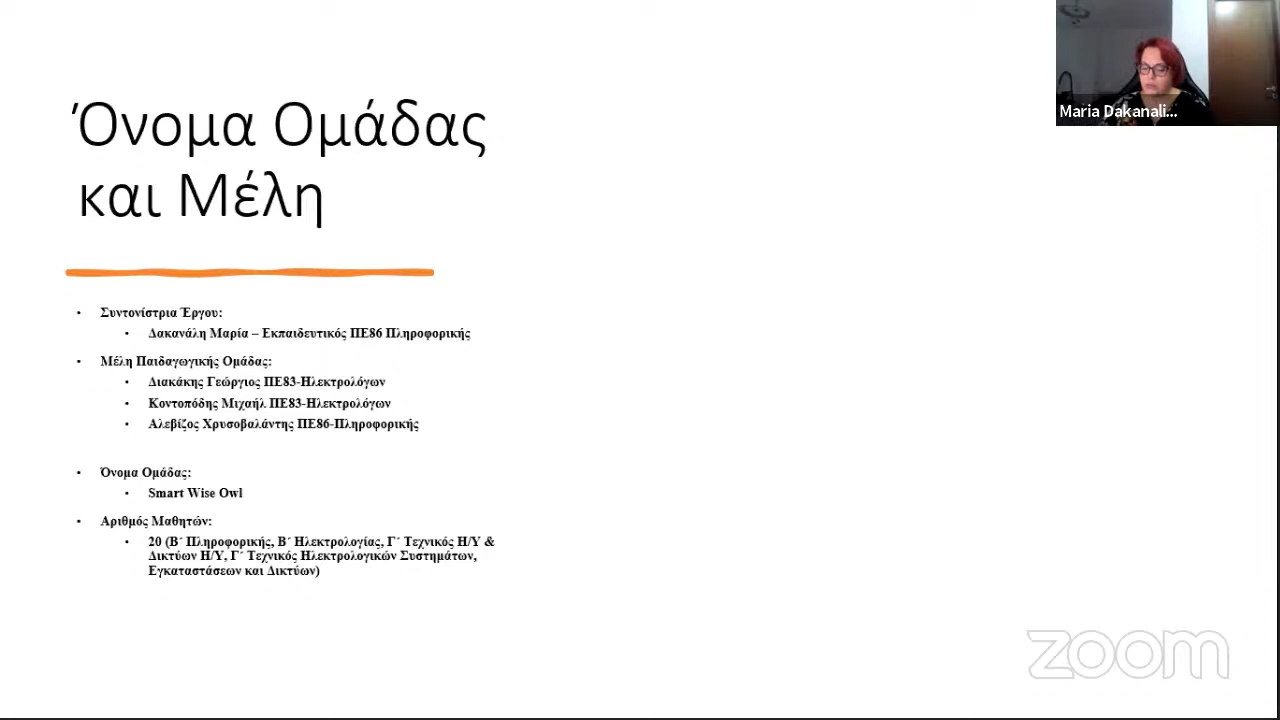 Όνομα Ομάδας
και Μέλη
Maria Dakanali...
• Συντονίστρια Έργου:
• Δακανάλη Μαρία – Εκπαιδευτικός ΠΕ86 Πληροφορικής
• Μέλη Παιδαγωγικής Ομάδας:
• Διακάκης Γεώργιος ΠΕ83-Ηλεκτρολόγων
• Κοντοπόδης Μιχαήλ ΠΕ83-Ηλεκτρολόγων
• Αλεβίζος Χρυσοβαλάντης ΠΕ86-Πληροφορικής
• Όνομα Ομάδας:
• Smart Wise Owl
• Αριθμός Μαθητών:
• 20 (Β΄ Πληροφορικής, Β΄ Ηλεκτρολογίας, Γ΄ Τεχνικός Η/Υ &
Δικτύων Η/Υ, Γ΄ Τεχνικός Ηλεκτρολογικών Συστημάτων,
Εγκαταστάσεων και Δικτύων)
zoom